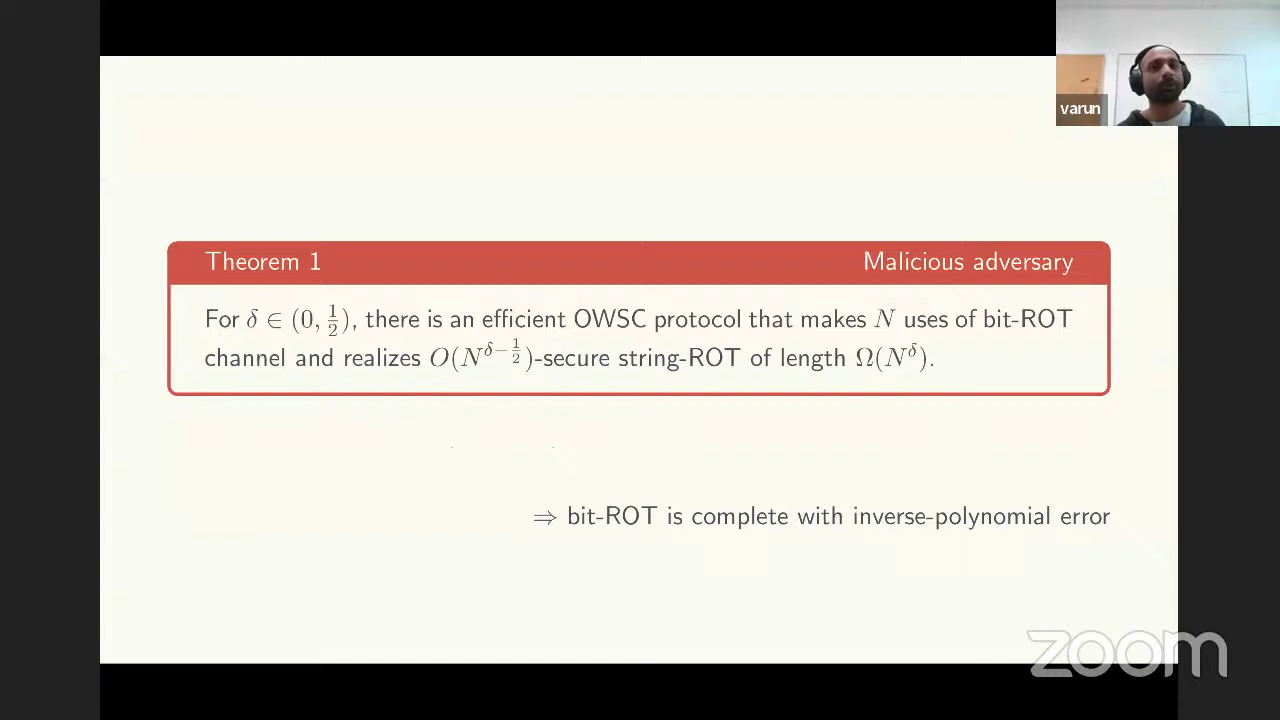 varun
Theorem 1 Malicious adversary
For δ ∈ (0, 1/2), there is an efficient OWSC protocol that makes N uses of bit-ROT
channel and realizes O(N^{δ−1/2})-secure string-ROT of length Ω(N^δ).
⇒ bit-ROT is complete with inverse-polynomial error
zoom